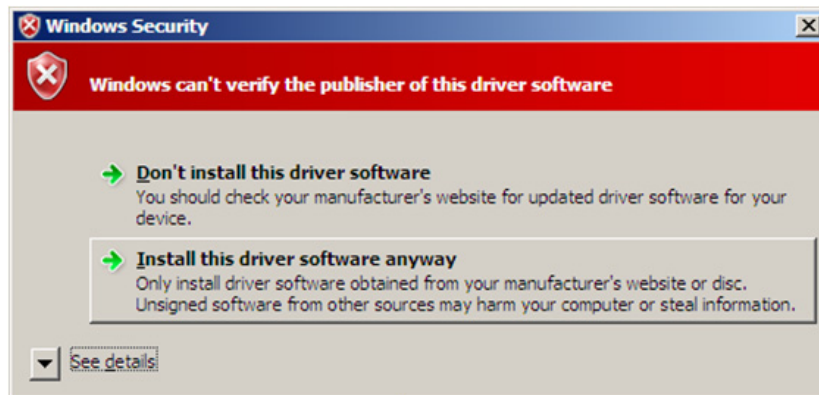 Windows Security
Windows can't verify the publisher of this driver software
Don't install this driver software
You should check your manufacturer's website for updated driver software for your
device.
Install this driver software anyway
Only install driver software obtained from your manufacturer's website or disc.
Unsigned software from other sources may harm your computer or steal information.
See details